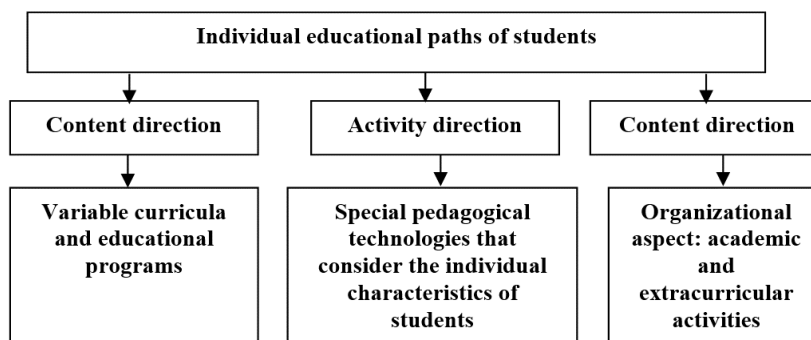 Individual educational paths of students
Content direction
Activity direction
Content direction
Variable curricula
and educational
programs
Special pedagogical
technologies that
consider the individual
characteristics of
students
Organizational
aspect: academic
and
extracurricular
activities